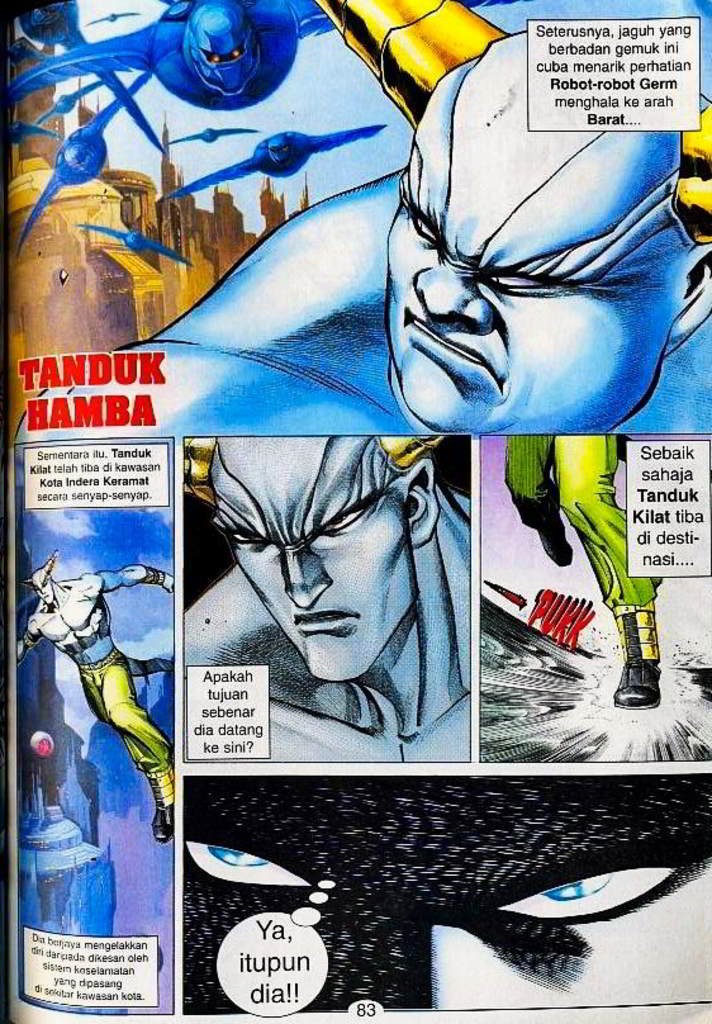 Seterusnya, jaguh yang
berbadan gemuk ini
cuba menarik perhatian
Robot-robot Germ
menghala ke arah
Barat....
TANDUK
HAMBA
Sementara itu, Tanduk
Kilat telah tiba di kawasan
Kota Indera Keramat
secara senyap-senyap.
Apakah
tujuan
sebenar
dia datang
ke sini?
Sebaik
sahaja
Tanduk
Kilat tiba
di desti-
nasi....
PUKK
Dia berjaya mengelakkan
diri daripada dikesan oleh
sistem keselamatan
yang dipasang
di sekitar kawasan kota.
Ya,
itupun
dia!!
83